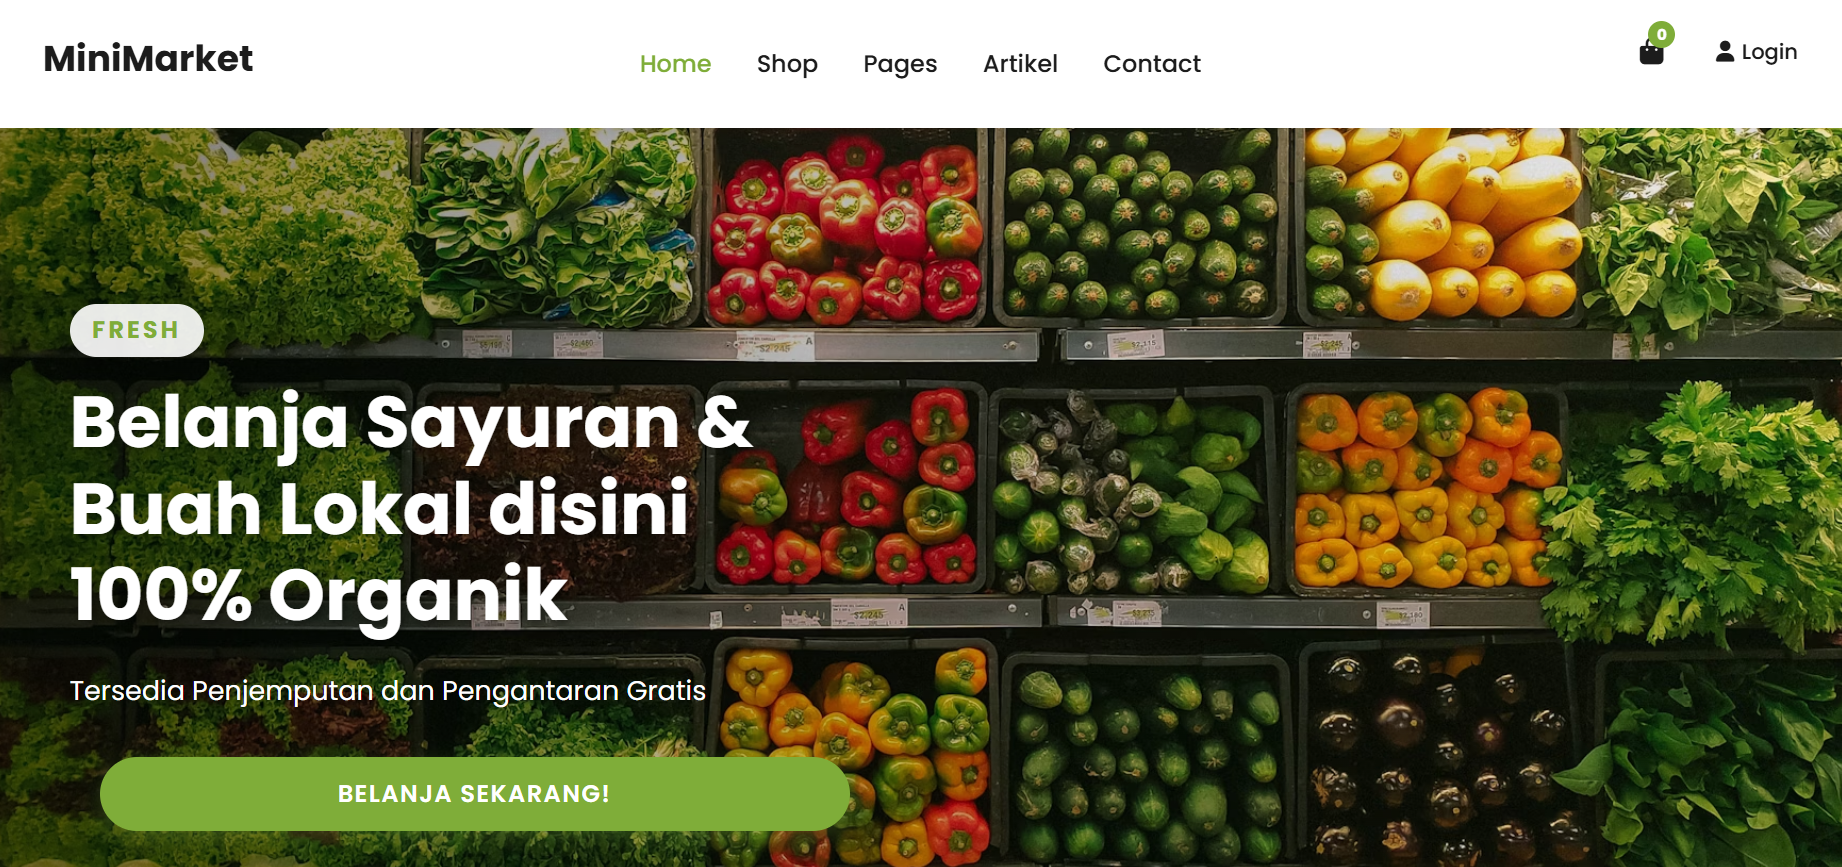 MiniMarket
Home Shop Pages Artikel Contact
0
Login
FRESH
Belanja Sayuran &
Buah Lokal disini
100% Organik
Tersedia Penjemputan dan Pengantaran Gratis
BELANJA SEKARANG!